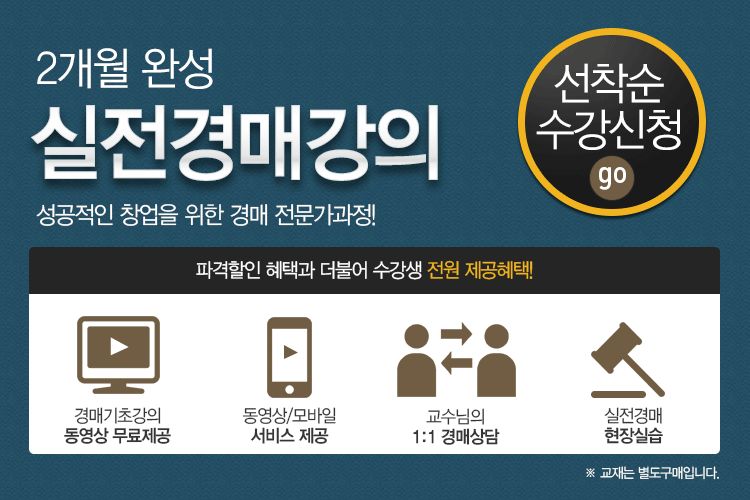 2개월 완성
실전경매강의
성공적인 창업을 위한 경매 전문가과정!
선착순
수강신청
go
파격할인 혜택과 더불어 수강생 전원 제공혜택!
경매기초강의
동영상 무료제공
동영상/모바일
서비스 제공
교수님의
1:1 경매상담
실전경매
현장실습
※ 교재는 별도구매입니다.